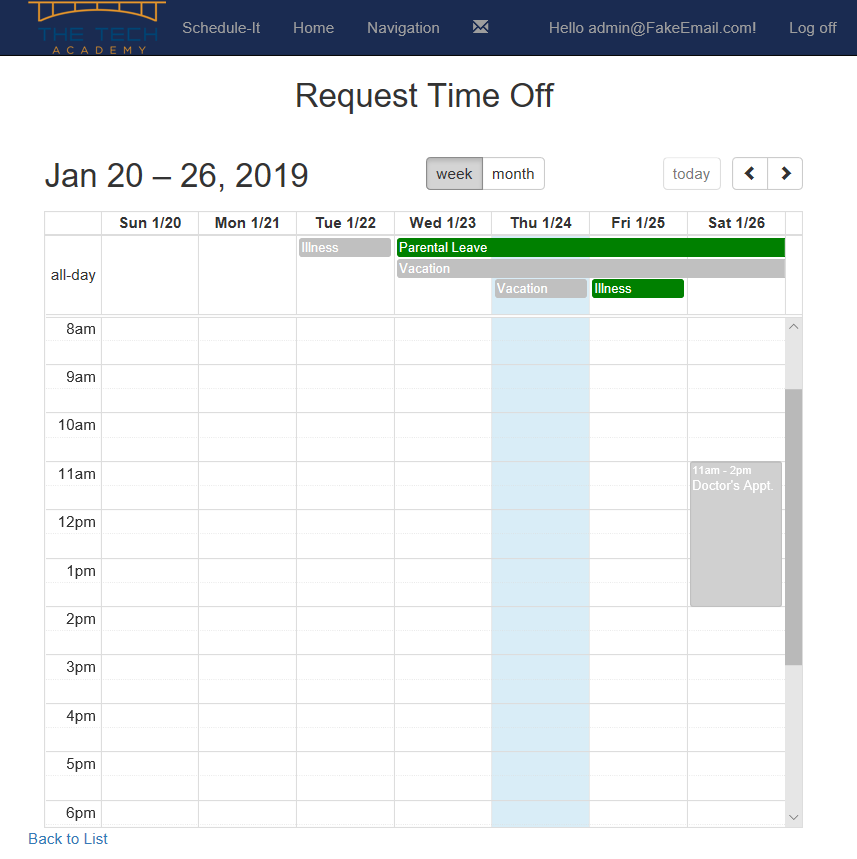 THE TECH
ACADEMY
Schedule-It Home Navigation Hello admin@FakeEmail.com! Log off
Request Time Off
Jan 20 – 26, 2019 week month today
Sun 1/20 Mon 1/21 Tue 1/22 Wed 1/23 Thu 1/24 Fri 1/25 Sat 1/26
all-day
Illness Parental Leave
Vacation
Vacation Illness
8am
9am
10am
11am
11am - 2pm
Doctor's Appt.
12pm
1pm
2pm
3pm
4pm
5pm
6pm
Back to List